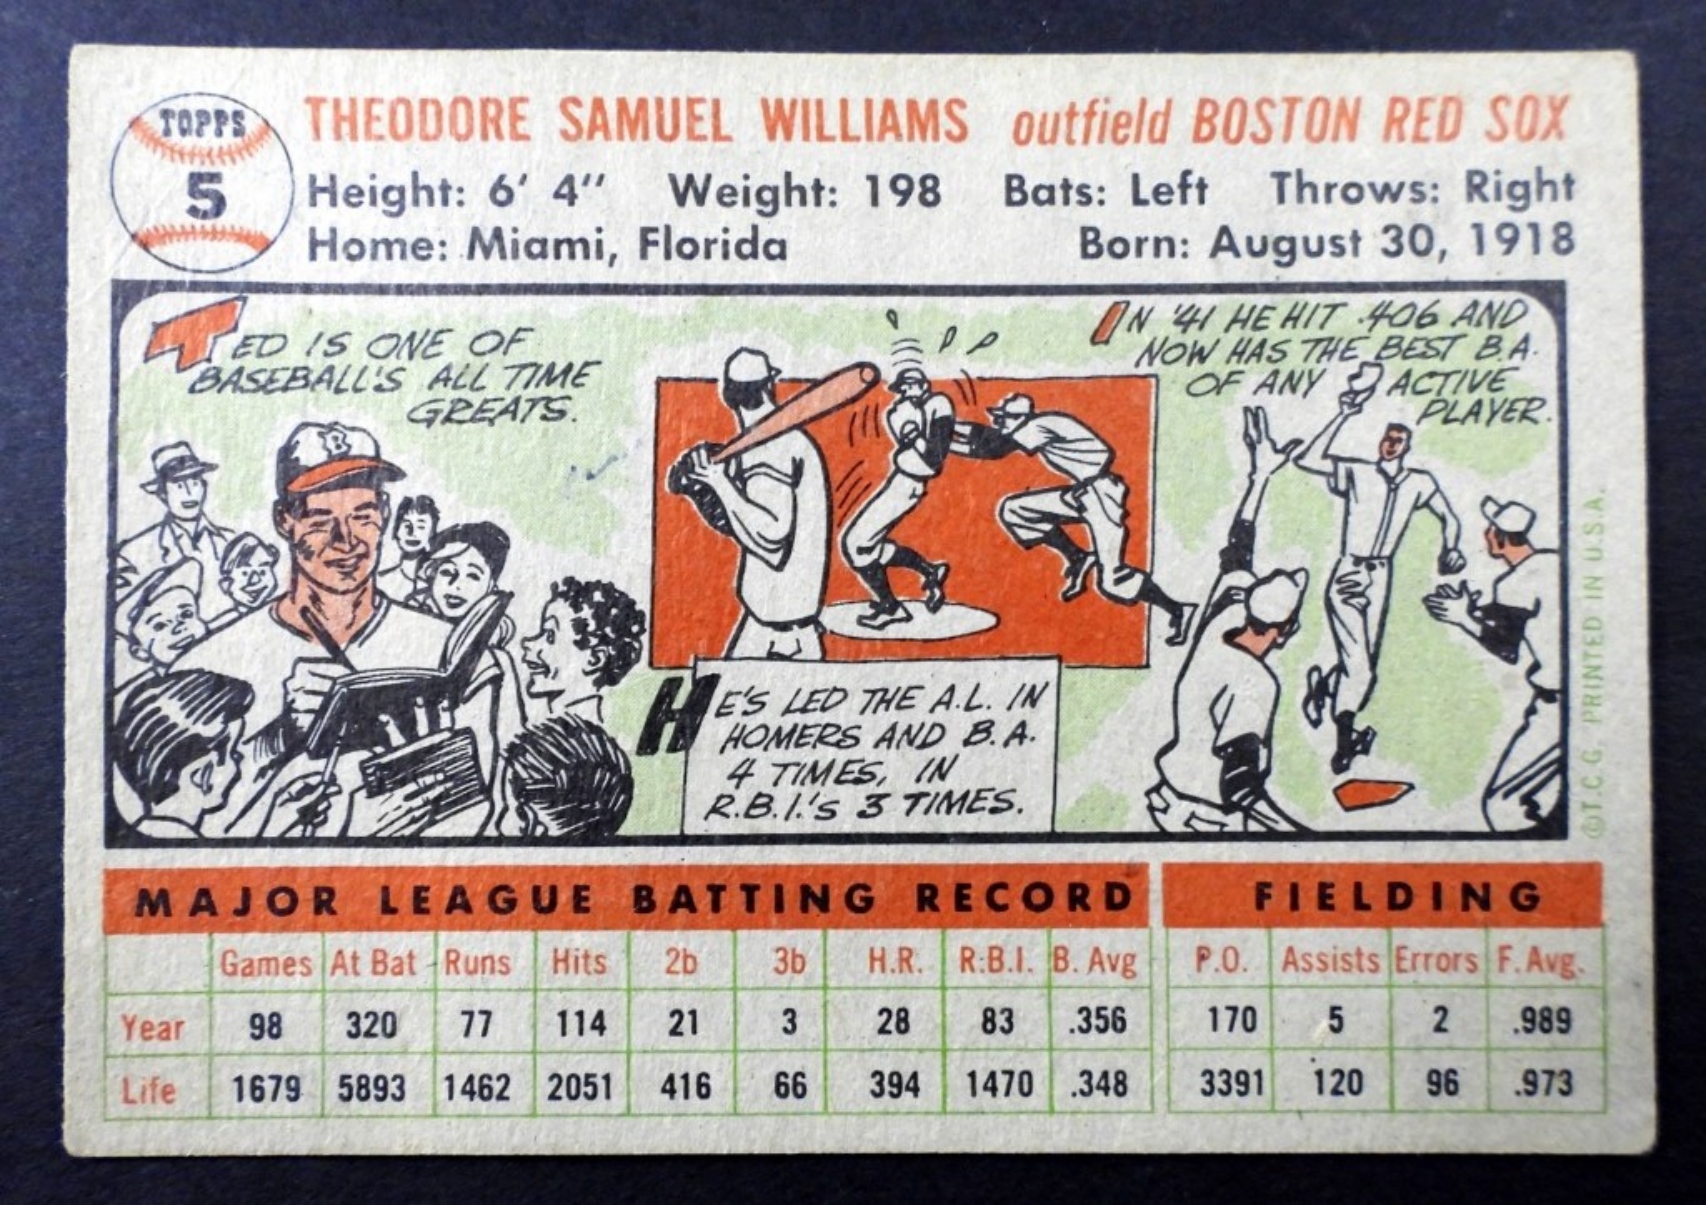 TOPPS
5
THEODORE SAMUEL WILLIAMS outfield BOSTON RED SOX
Height: 6' 4" Weight: 198 Bats: Left Throws: Right
Home: Miami, Florida Born: August 30, 1918
TED IS ONE OF
BASEBALL'S ALL TIME
GREATS.
B
HE'S LED THE A.L. IN
HOMERS AND B.A.
4 TIMES, IN
R.B.I.'S 3 TIMES.
IN '41 HE HIT .406 AND
NOW HAS THE BEST B.A.
OF ANY ACTIVE
PLAYER.
©T.C.G. PRINTED IN U.S.A.
MAJOR LEAGUE BATTING RECORD FIELDING
Games At Bat Runs Hits 2b 3b H.R. R.B.I. B. Avg P.O. Assists Errors F. Avg.
Year 98 320 77 114 21 3 28 83 .356 170 5 2 .989
Life 1679 5893 1462 2051 416 66 394 1470 .348 3391 120 96 .973